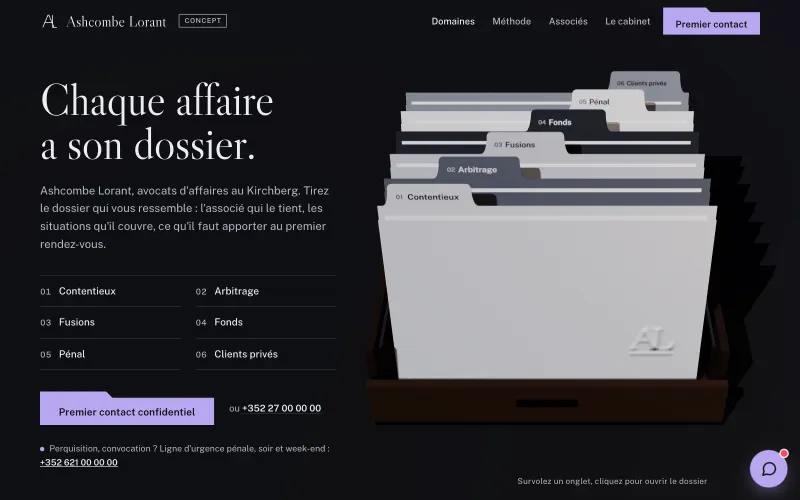 AL Ashcombe Lorant CONCEPT
Domaines Méthode Associés Le cabinet Premier contact
Chaque affaire
a son dossier.
Ashcombe Lorant, avocats d'affaires au Kirchberg. Tirez
le dossier qui vous ressemble : l'associé qui le tient, les
situations qu'il couvre, ce qu'il faut apporter au premier
rendez-vous.
01 Contentieux
02 Arbitrage
03 Fusions
04 Fonds
05 Pénal
06 Clients privés
Premier contact confidentiel
ou +352 27 00 00 00
Perquisition, convocation ? Ligne d'urgence pénale, soir et week-end :
+352 621 00 00 00
06 Clients privés
05 Pénal
04 Fonds
03 Fusions
02 Arbitrage
01 Contentieux
AL
Survolez un onglet, cliquez pour ouvrir le dossier